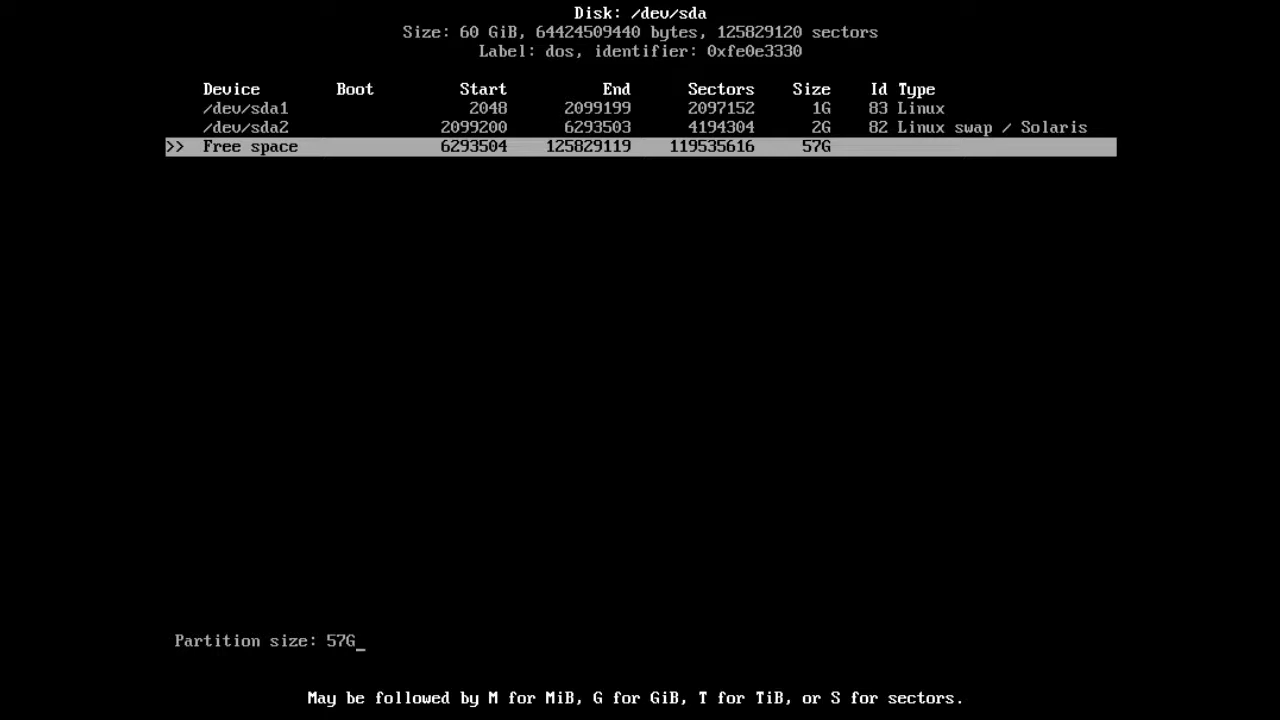 Disk: /dev/sda
Size: 60 GiB, 64424509440 bytes, 125829120 sectors
Label: dos, identifier: 0xfe0e3330
Device Boot Start End Sectors Size Id Type
/dev/sda1 2048 2099199 2097152 1G 83 Linux
/dev/sda2 2099200 6293503 4194304 2G 82 Linux swap / Solaris
>> Free space 6293504 125829119 119535616 57G
Partition size: 57G_
May be followed by M for MiB, G for GiB, T for TiB, or S for sectors.